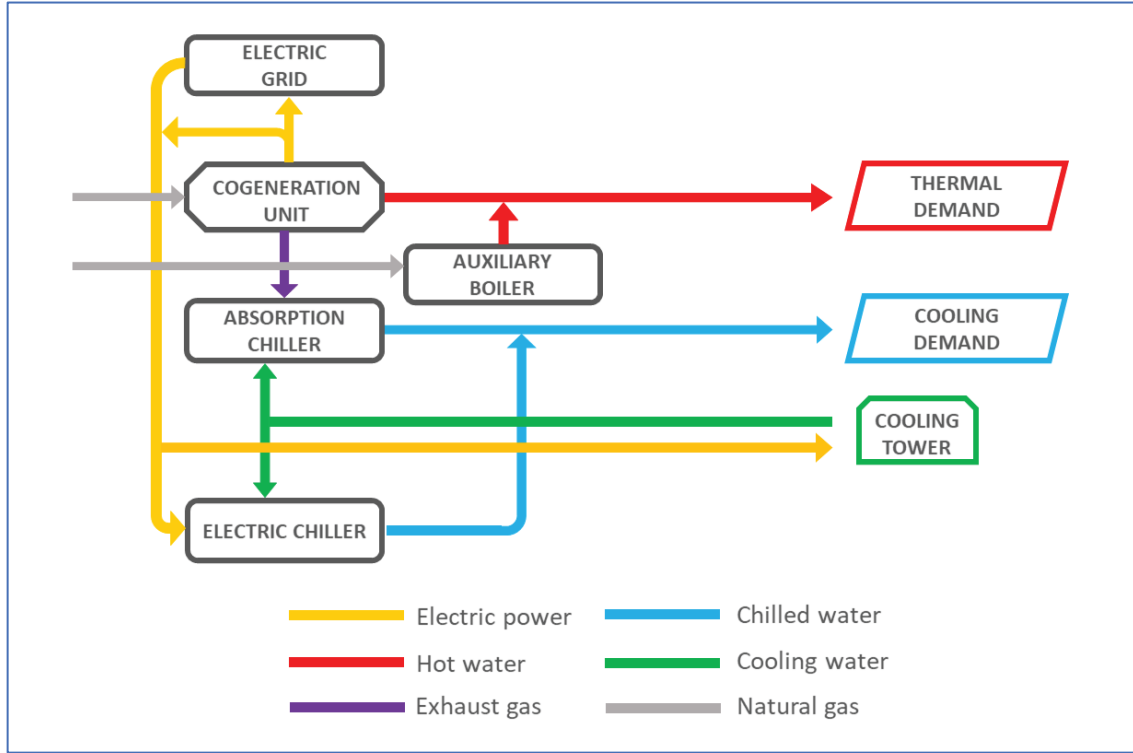 ELECTRIC
GRID
COGENERATION
UNIT
THERMAL
DEMAND
AUXILIARY
BOILER
ABSORPTION
CHILLER
COOLING
DEMAND
COOLING
TOWER
ELECTRIC CHILLER
Electric power
Chilled water
Hot water
Cooling water
Exhaust gas
Natural gas